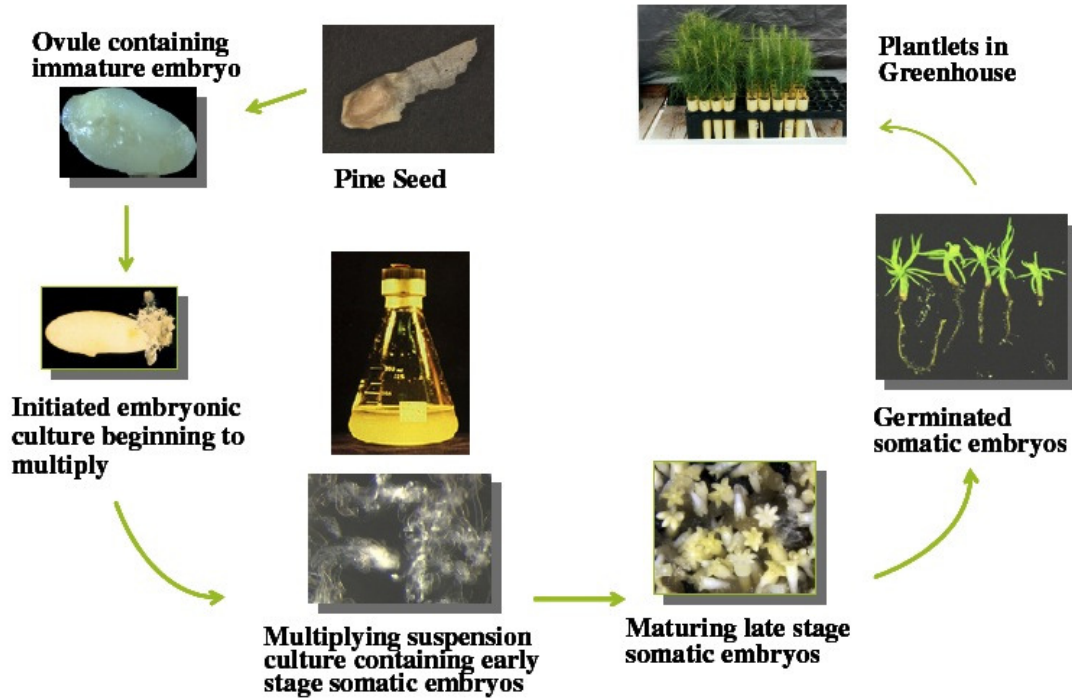 Ovule containing
immature embryo
Pine Seed
Plantlets in
Greenhouse
Initiated embryonic
culture beginning to
multiply
Multiplying suspension
culture containing early
stage somatic embryos
Maturing late stage
somatic embryos
Germinated
somatic embryos